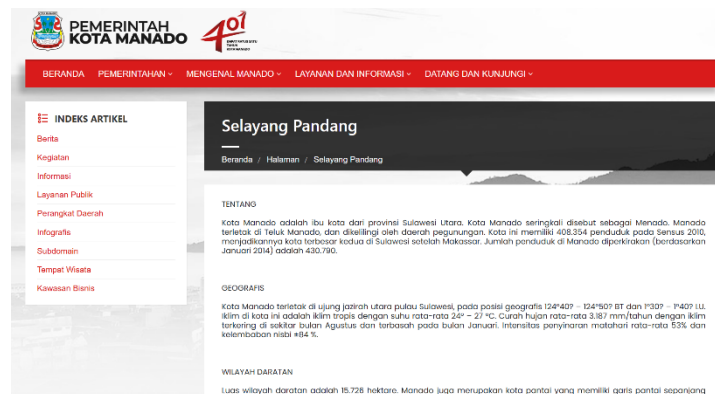 PEMERINTAH
KOTA MANADO
401
BERANDA PEMERINTAHAN MENGENAL MANADO LAYANAN DAN INFORMASI DATANG DAN KUNJUNGI
INDEKS ARTIKEL
Berita
Kegiatan
Informasi
Layanan Publik
Perangkat Daerah
Infografis
Subdomain
Tempat Wisata
Kawasan Bisnis
Selayang Pandang
Beranda / Halaman / Selayang Pandang
TENTANG
Kota Manado adalah ibu kota dari provinsi Sulawesi Utara. Kota Manado seringkali disebut sebagai Menado. Manado
terletak di Teluk Manado, dan dikelilingi oleh daerah pegunungan. Kota ini memiliki 408.354 penduduk pada Sensus 2010,
menjadikannya kota terbesar kedua di Sulawesi setelah Makassar. Jumlah penduduk di Manado diperkirakan (berdasarkan
Januari 2014) adalah 430.790.
GEOGRAFIS
Kota Manado terletak di ujung jazirah utara pulau Sulawesi, pada posisi geografis 124°40? – 124°50? BT dan 1°30? – 1°40? LU.
Iklim di kota ini adalah iklim tropis dengan suhu rata-rata 24° – 27 °C. Curah hujan rata-rata 3.187 mm/tahun dengan iklim
terkering di sekitar bulan Agustus dan terbasah pada bulan Januari. Intensitas penyinaran matahari rata-rata 53% dan
kelembaban nisbi ±84 %.
WILAYAH DARATAN
Luas wilayah daratan adalah 15.726 hektare. Manado juga merupakan kota pantai yang memiliki garis pantai sepanjang